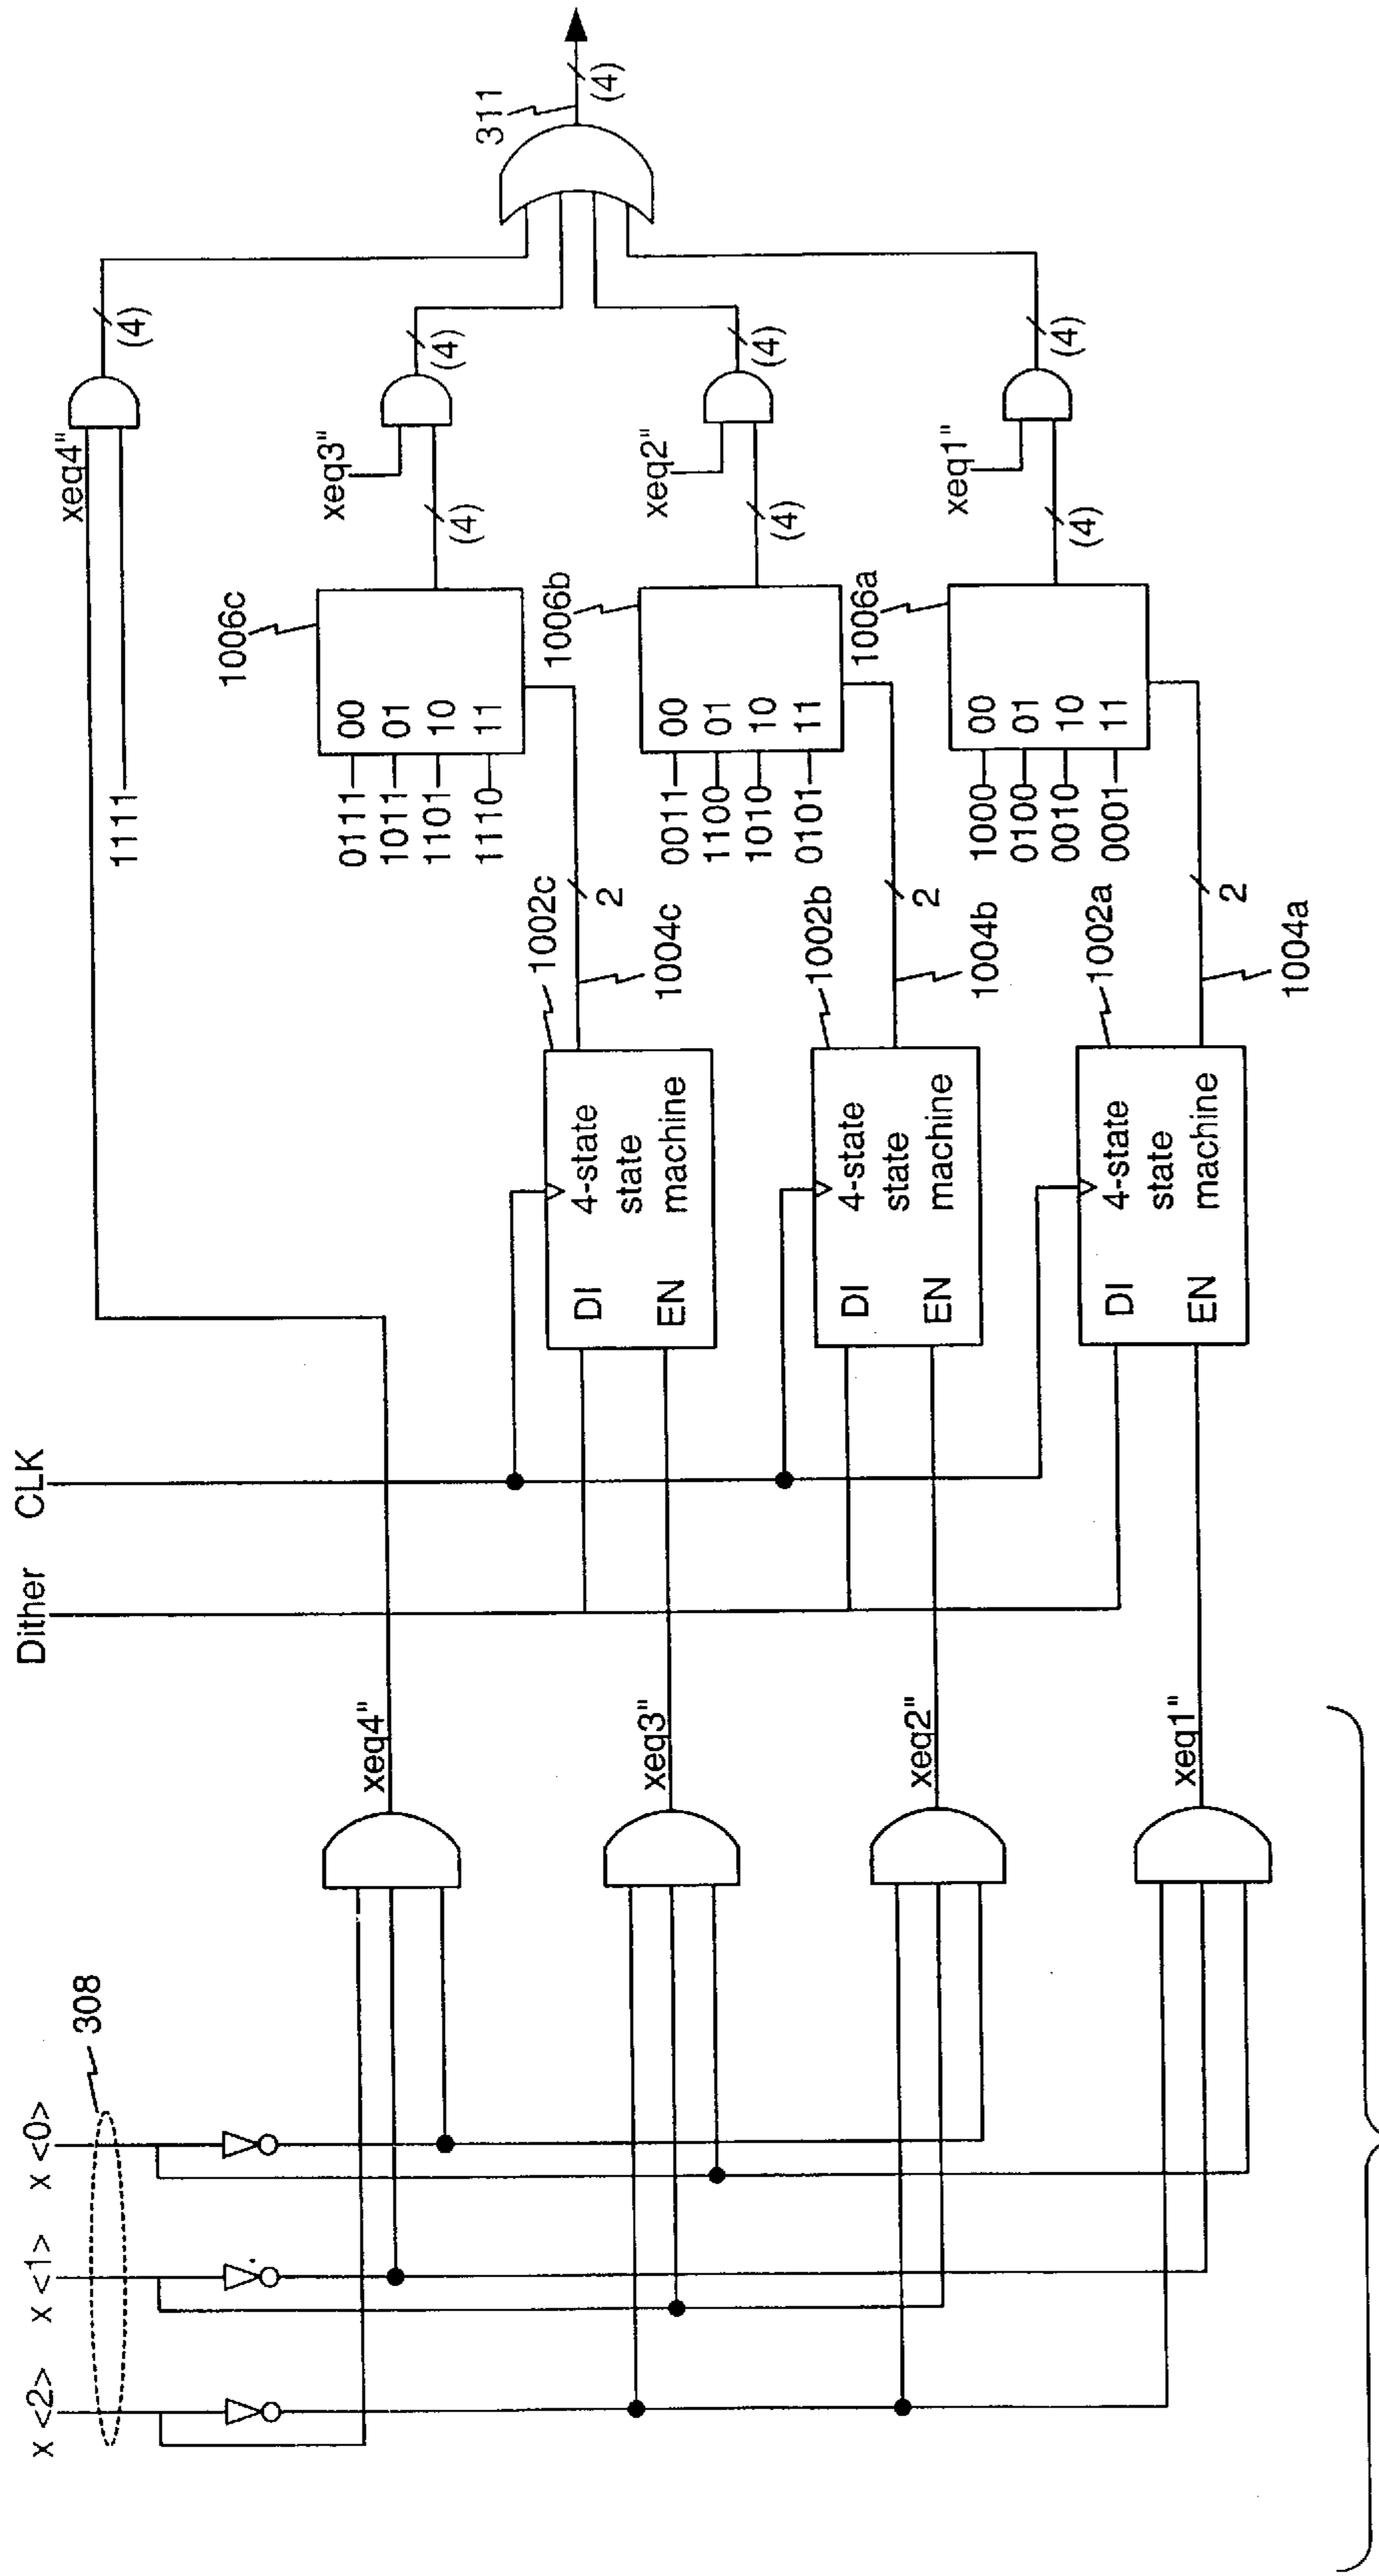 x <2>
x <1>
x <0>
308
Dither
CLK
xeq4"
xeq3"
xeq2"
xeq1"
DI
EN
4-state
state
machine
1002c
1004c
2
DI
EN
4-state
state
machine
1002b
1004b
2
DI
EN
4-state
state
machine
1002a
1004a
2
1111
xeq4"
(4)
0111
1011
1101
1110
00
01
10
11
1006c
(4)
xeq3"
(4)
0011
1100
1010
0101
00
01
10
11
1006b
(4)
xeq2"
(4)
1000
0100
0010
0001
00
01
10
11
1006a
(4)
xeq1"
(4)
311
(4)